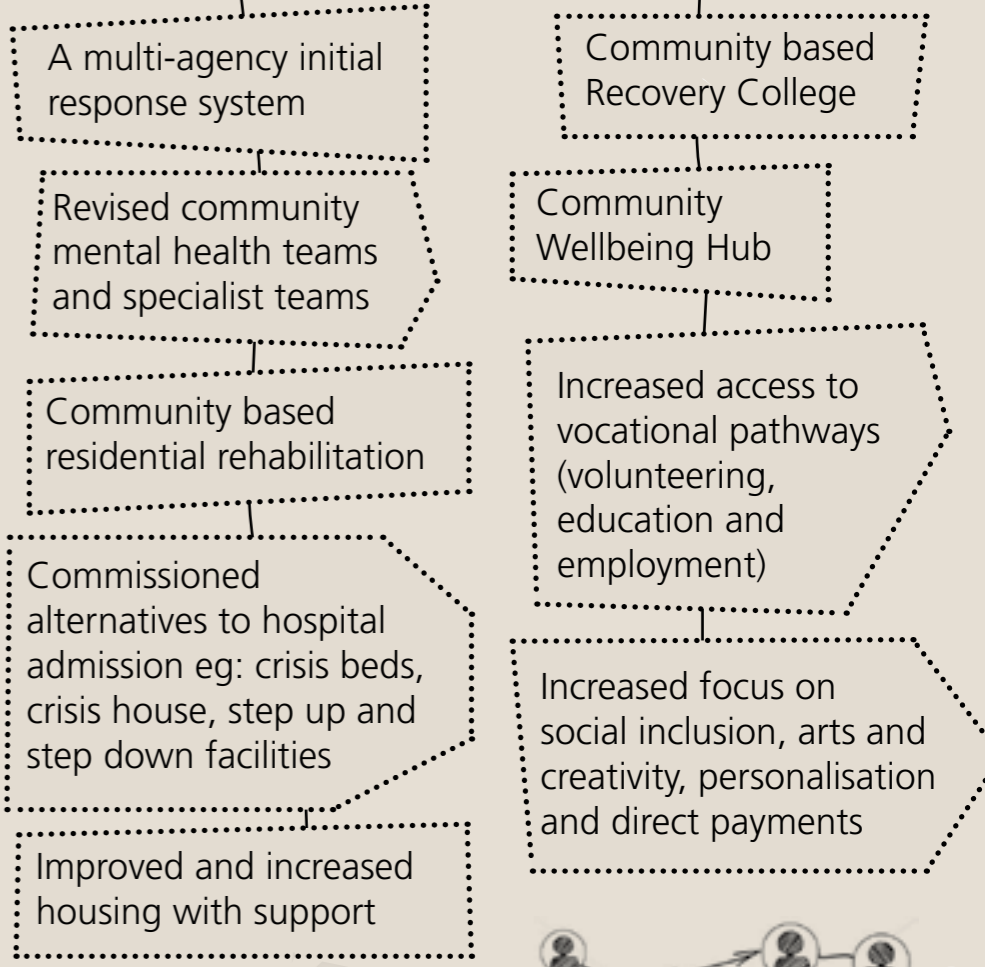 A multi-agency initial
response system
Revised community
mental health teams
and specialist teams
Community based
residential rehabilitation
Commissioned
alternatives to hospital
admission eg: crisis beds,
crisis house, step up and
step down facilities
Improved and increased
housing with support
Community based
Recovery College
Community
Wellbeing Hub
Increased access to
vocational pathways
(volunteering,
education and
employment)
Increased focus on
social inclusion, arts and
creativity, personalisation
and direct payments